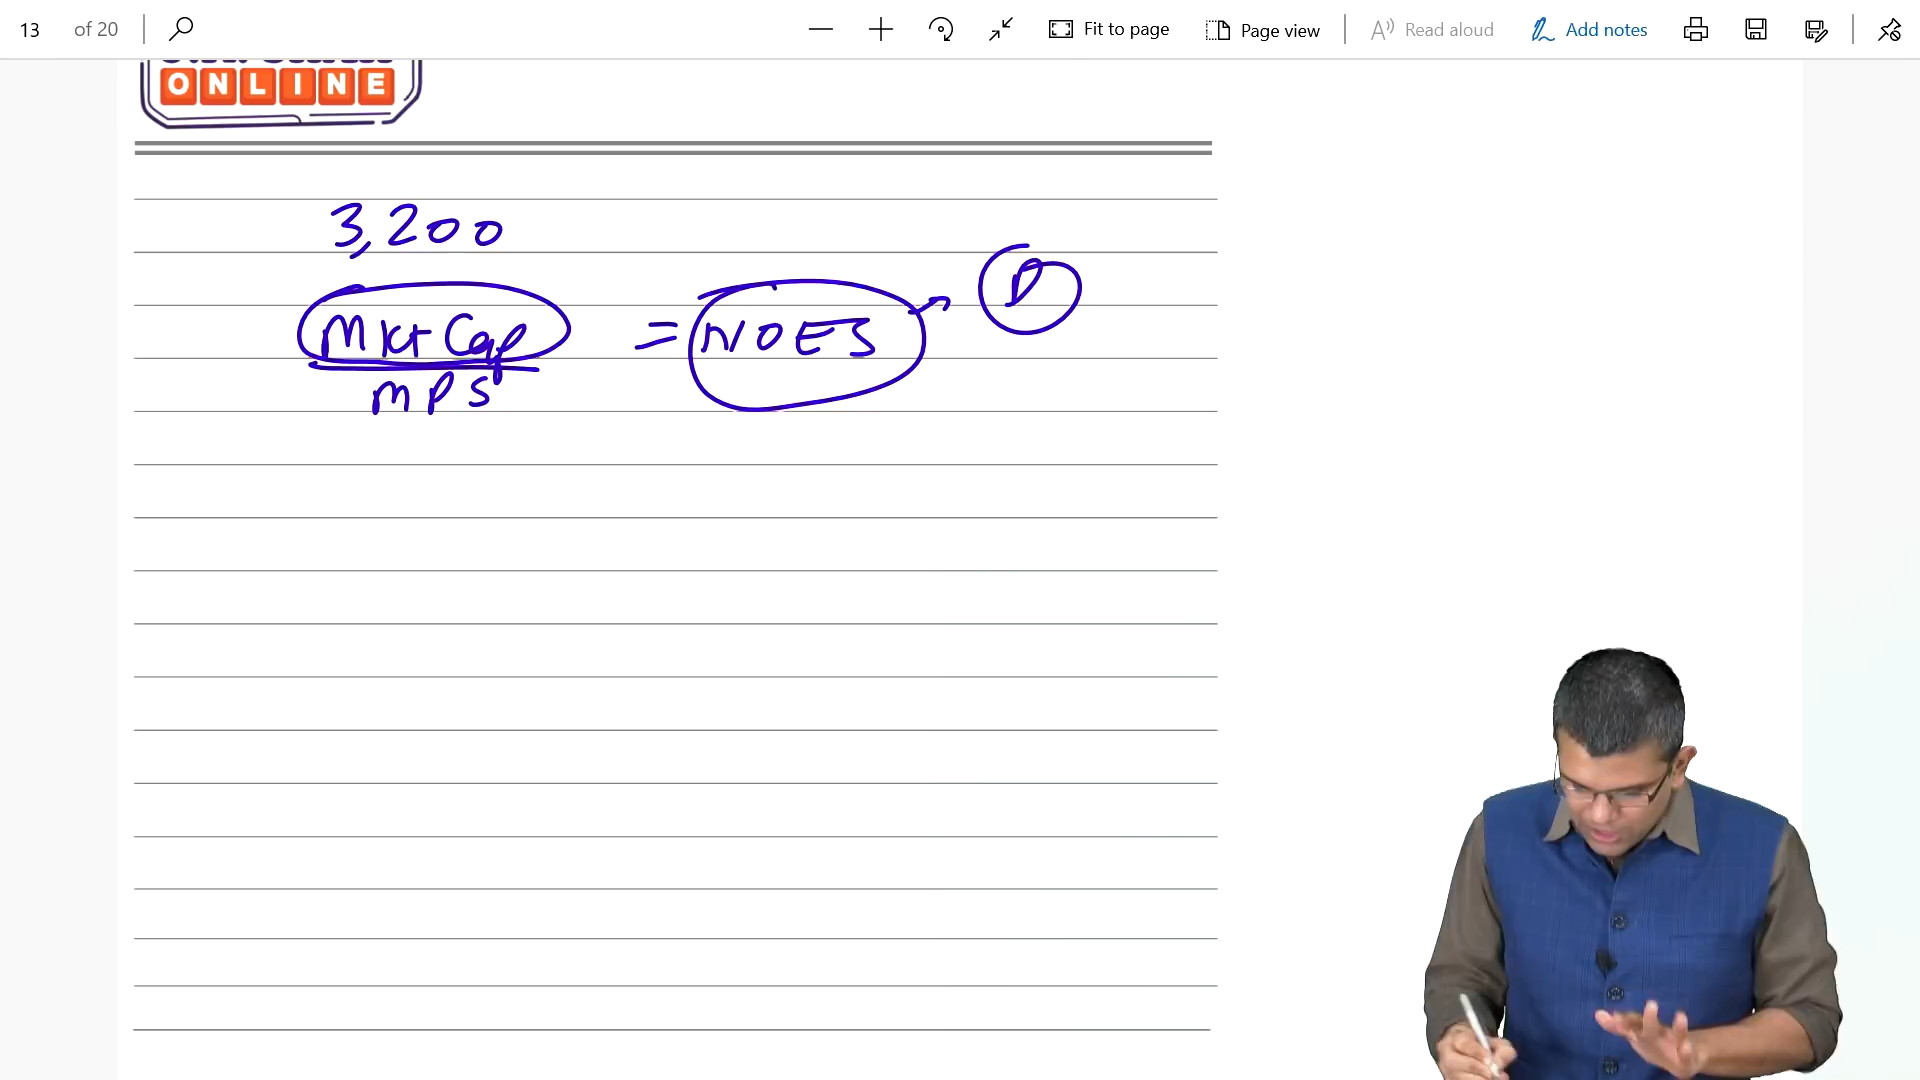 13 of 20 Fit to page Page view Read aloud Add notes
ONLINE
3,200
Mkt Cap = NOES
MPS